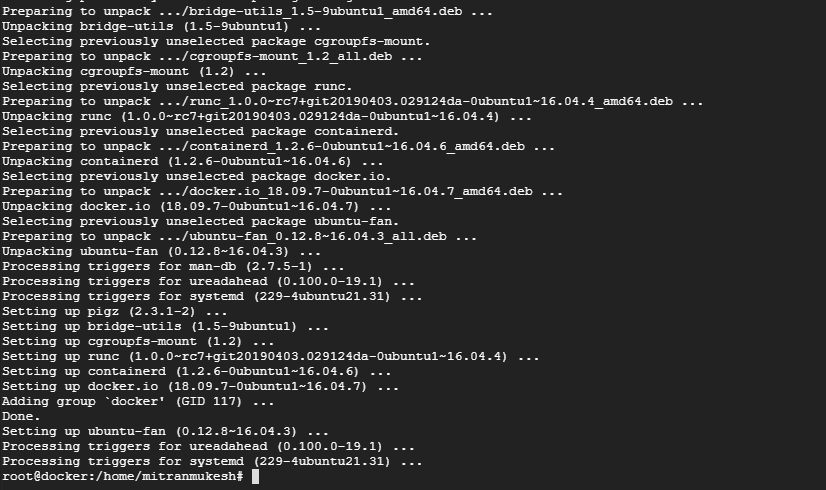 Preparing to unpack .../bridge-utils_1.5-9ubuntu1_amd64.deb ...
Unpacking bridge-utils (1.5-9ubuntu1) ...
Selecting previously unselected package cgroupfs-mount.
Preparing to unpack .../cgroupfs-mount_1.2_all.deb ...
Unpacking cgroupfs-mount (1.2) ...
Selecting previously unselected package runc.
Preparing to unpack .../runc_1.0.0~rc7+git20190403.029124da-0ubuntu1~16.04.4_amd64.deb ...
Unpacking runc (1.0.0~rc7+git20190403.029124da-0ubuntu1~16.04.4) ...
Selecting previously unselected package containerd.
Preparing to unpack .../containerd_1.2.6-0ubuntu1~16.04.6_amd64.deb ...
Unpacking containerd (1.2.6-0ubuntu1~16.04.6) ...
Selecting previously unselected package docker.io.
Preparing to unpack .../docker.io_18.09.7-0ubuntu1~16.04.7_amd64.deb ...
Unpacking docker.io (18.09.7-0ubuntu1~16.04.7) ...
Selecting previously unselected package ubuntu-fan.
Preparing to unpack .../ubuntu-fan_0.12.8~16.04.3_all.deb ...
Unpacking ubuntu-fan (0.12.8~16.04.3) ...
Processing triggers for man-db (2.7.5-1) ...
Processing triggers for ureadahead (0.100.0-19.1) ...
Processing triggers for systemd (229-4ubuntu21.31) ...
Setting up pigz (2.3.1-2) ...
Setting up bridge-utils (1.5-9ubuntu1) ...
Setting up cgroupfs-mount (1.2) ...
Setting up runc (1.0.0~rc7+git20190403.029124da-0ubuntu1~16.04.4) ...
Setting up containerd (1.2.6-0ubuntu1~16.04.6) ...
Setting up docker.io (18.09.7-0ubuntu1~16.04.7) ...
Adding group `docker' (GID 117) ...
Done.
Setting up ubuntu-fan (0.12.8~16.04.3) ...
Processing triggers for ureadahead (0.100.0-19.1) ...
Processing triggers for systemd (229-4ubuntu21.31) ...
root@docker:/home/mitranmukesh#